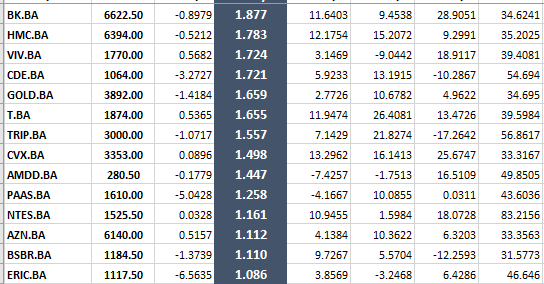 BK.BA 6622.50 -0.8979 1.877 11.6403 9.4538 28.9051 34.6241
HMC.BA 6394.00 -0.5212 1.783 12.1754 15.2072 9.2991 35.2025
VIV.BA 1770.00 0.5682 1.724 3.1469 -9.0442 18.9117 39.4081
CDE.BA 1064.00 -3.2727 1.721 5.9233 13.1915 -10.2867 54.694
GOLD.BA 3892.00 -1.4184 1.659 2.7726 10.6782 4.9622 34.695
T.BA 1874.00 0.5365 1.655 11.9474 26.4081 13.4726 39.5984
TRIP.BA 3000.00 -1.0717 1.557 7.1429 21.8274 -17.2642 56.8617
CVX.BA 3353.00 0.0896 1.498 13.2962 16.1413 25.6747 33.3167
AMDD.BA 280.50 -0.1779 1.447 -7.4257 -1.7513 16.5109 49.8505
PAAS.BA 1610.00 -5.0428 1.258 -4.1667 10.0855 0.0311 43.6036
NTES.BA 1525.50 0.0328 1.161 10.9455 1.5984 18.0728 83.2156
AZN.BA 6140.00 0.5157 1.112 4.1384 10.3622 6.3203 33.3563
BSBR.BA 1184.50 -1.3739 1.110 9.7267 5.5704 -12.2593 31.5773
ERIC.BA 1117.50 -6.5635 1.086 3.8569 -3.2468 6.4286 46.646